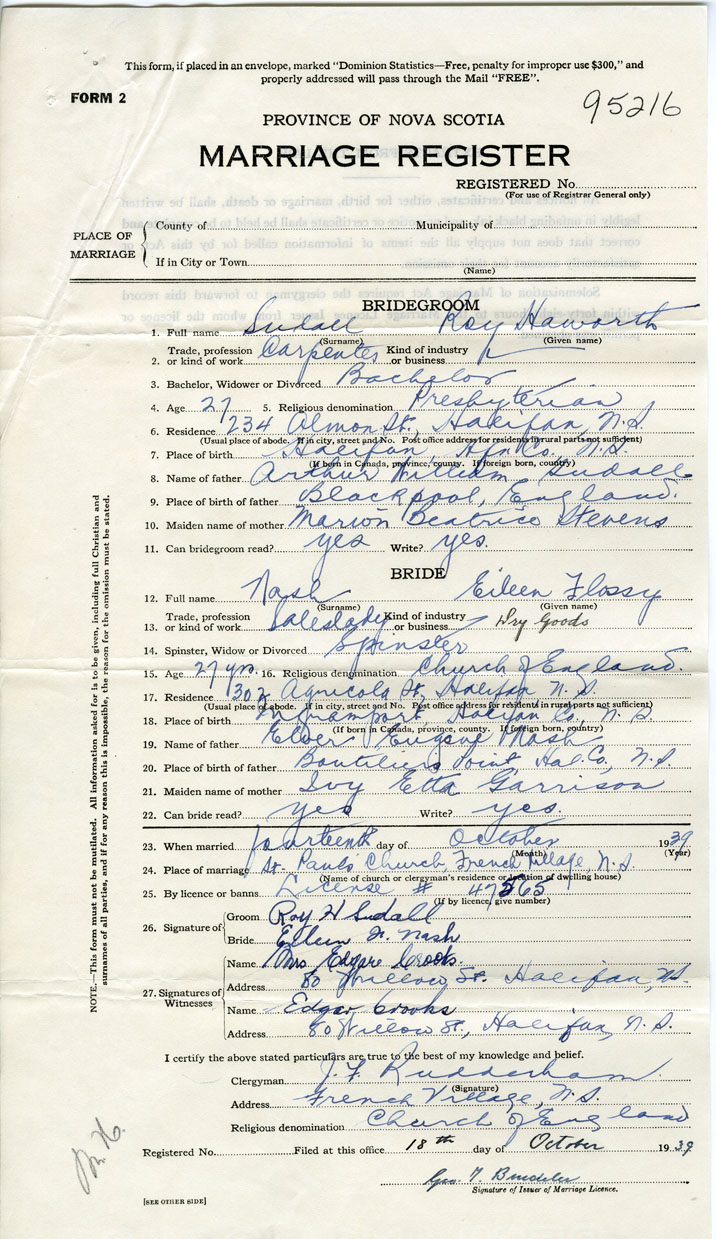 This form, if placed in an envelope, marked "Dominion Statistics—Free, penalty for improper use $300," and
properly addressed will pass through the Mail "FREE".
FORM 2
95216
PROVINCE OF NOVA SCOTIA
MARRIAGE REGISTER
REGISTERED No.
(For use of Registrar General only)
PLACE OF MARRIAGE
County of Municipality of
If in City or Town
(Name)
BRIDEGROOM
1. Full name Sudall Roy Haworth
(Surname) (Given name)
2. Trade, profession or kind of work Carpenter Kind of industry or business
3. Bachelor, Widower or Divorced Bachelor
4. Age 27 5. Religious denomination Presbyterian
6. Residence 234 Almon St., Halifax, N.S.
(Usual place of abode. If in city, street and No. Post office address for residents in rural parts not sufficient)
7. Place of birth Halifax, Hfx Co. N.S.
(If born in Canada, province, county. If foreign born, country)
8. Name of father Arthur William Sudall
9. Place of birth of father Blackpool, England.
10. Maiden name of mother Marion Beatrice Stevens
11. Can bridegroom read? yes Write? yes.
BRIDE
12. Full name Nash Eileen Flossy
(Surname) (Given name)
13. Trade, profession or kind of work Saleslady Kind of industry or business Dry Goods
14. Spinster, Widow or Divorced Spinster
15. Age 27 yrs. 16. Religious denomination Church of England.
17. Residence 302 Agricola St, Halifax N.S.
(Usual place of abode. If in city, street and No. Post office address for residents in rural parts not sufficient)
18. Place of birth Ingramport, Halifax Co., N.S.
(If born in Canada, province, county. If foreign born, country)
19. Name of father Eugene Nash
20. Place of birth of father Boutiliers Point Hal. Co., N.S.
21. Maiden name of mother Ivy Etta Garrison
22. Can bride read? yes Write? yes.
23. When married fourteenth day of October 1939
(Month) (Year)
24. Place of marriage St. Pauls Church, French Village, N.S.
(Name of church or clergyman's residence or location of dwelling house)
25. By licence or banns License # 47565
(If by licence, give number)
26. Signature of
Groom Roy H Sudall
Bride Eileen F. Nash
27. Signatures of Witnesses
Name Mrs Edgare Crooks.
Address 80 Willow St. Halifax, N.S.
Name Edgar Crooks
Address 80 Willow St., Halifax, N.S.
I certify the above stated particulars are true to the best of my knowledge and belief.
Clergyman J. F. Rudderham.
(Signature)
Address French Village, N.S.
Religious denomination Church of England
Registered No. Filed at this office 18th day of October 1939
Geo.
Signature of Issuer of Marriage Licence.
[SEE OTHER SIDE]
NOTE.—This form must not be mutilated. All information asked for is to be given, including full Christian and
surnames of all parties, and if for any reason this is impossible, the reason for the omission must be stated.